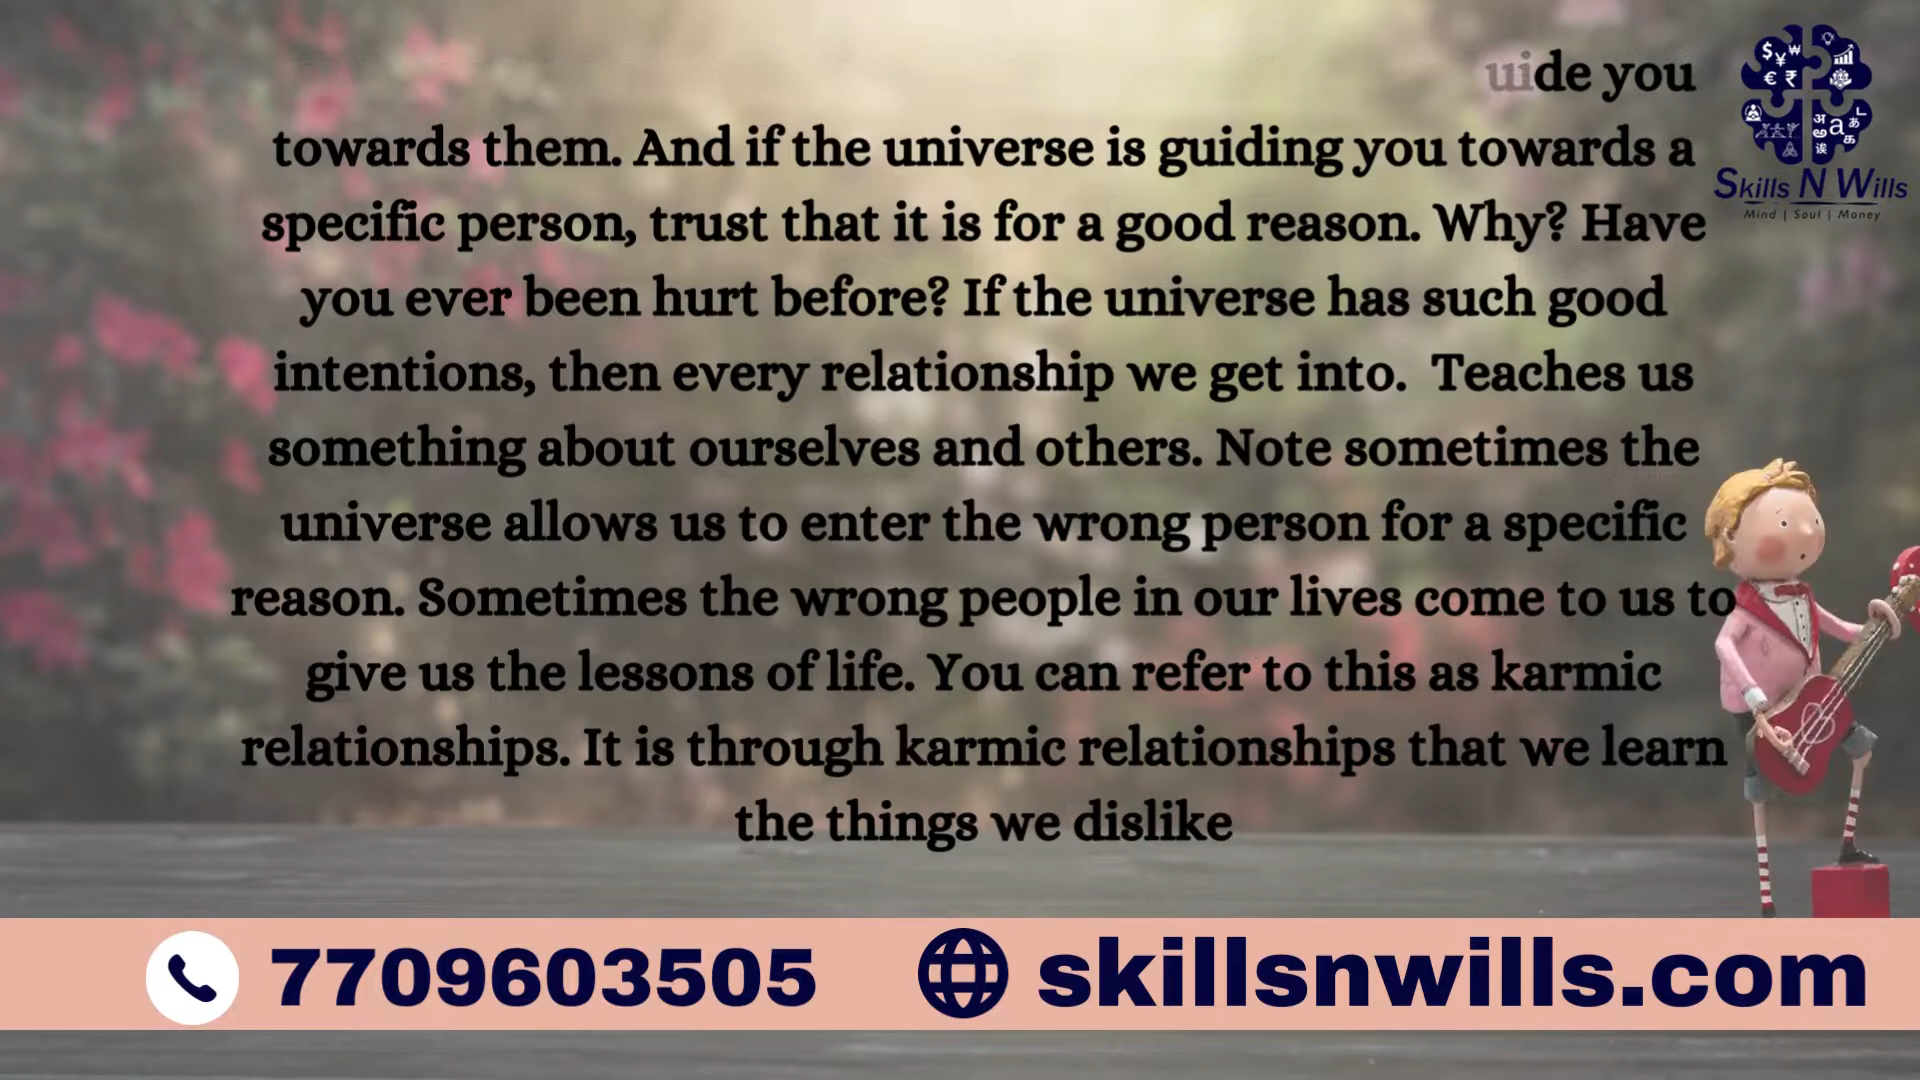 uide you
towards them. And if the universe is guiding you towards a
specific person, trust that it is for a good reason. Why? Have
you ever been hurt before? If the universe has such good
intentions, then every relationship we get into.  Teaches us
something about ourselves and others. Note sometimes the
universe allows us to enter the wrong person for a specific
reason. Sometimes the wrong people in our lives come to us to
give us the lessons of life. You can refer to this as karmic
relationships. It is through karmic relationships that we learn
the things we dislike
Skills N Wills
Mind | Soul | Money
7709603505
skillsnwills.com